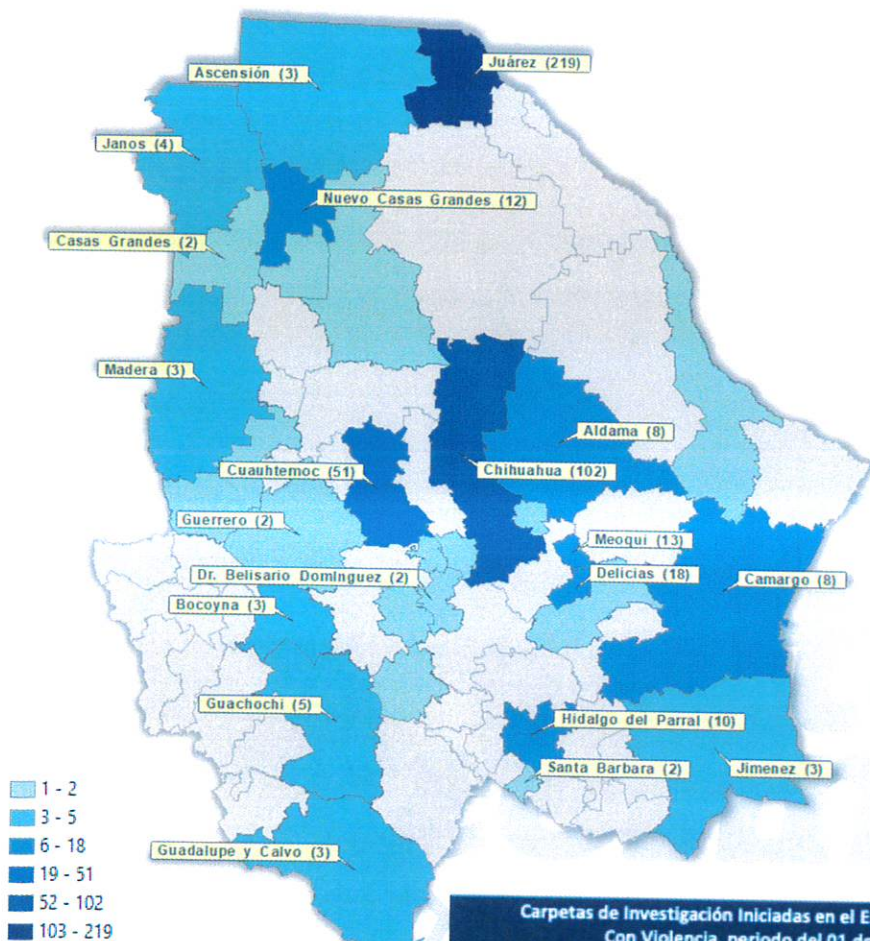 Juárez (219)
Ascensión (3)
Janos (4)
Nuevo Casas Grandes (12)
Casas Grandes (2)
Madera (3)
Aldama (8)
Cuauhtemoc (51)
Chihuahua (102)
Guerrero (2)
Meoqui (13)
Dr. Belisario Domínguez (2)
Delicias (18)
Camargo (8)
Bocoyna (3)
Guachochi (5)
Hidalgo del Parral (10)
Santa Barbara (2)
Jimenez (3)
Guadalupe y Calvo (3)
1 - 2
3 - 5
6 - 18
19 - 51
52 - 102
103 - 219
Carpetas de Investigación Iniciadas en el E
Con Violencia, periodo del 01 de